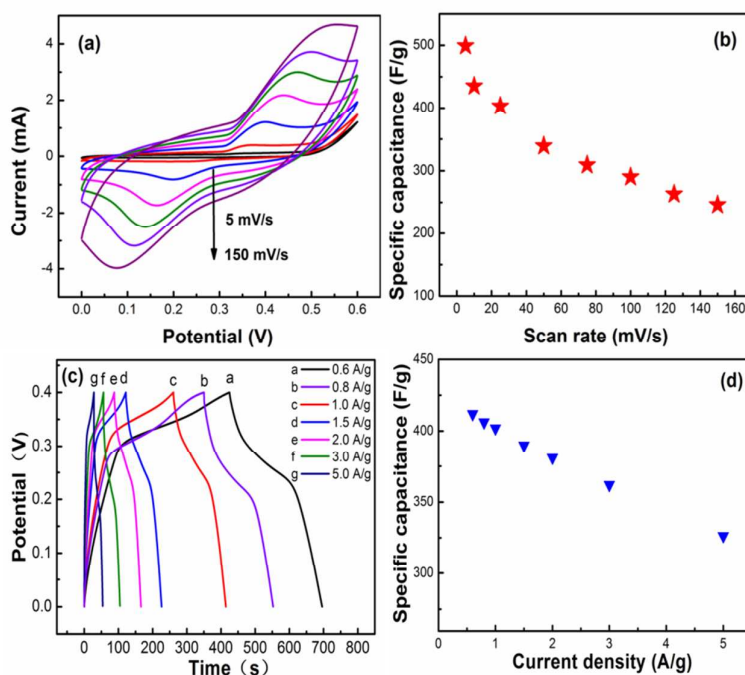 (a)
4
2
0
-2
-4
Current (mA)
5 mV/s
150 mV/s
0.0 0.1 0.2 0.3 0.4 0.5 0.6
Potential (V)
(b)
500
400
300
200
100
Specific capacitance (F/g)
0 20 40 60 80 100 120 140 160
Scan rate (mV/s)
(c)
g f e d c b a
a 0.6 A/g
b 0.8 A/g
c 1.0 A/g
d 1.5 A/g
e 2.0 A/g
f 3.0 A/g
g 5.0 A/g
0.4
0.3
0.2
0.1
0.0
Potential (V)
0 100 200 300 400 500 600 700 800
Time (s)
(d)
450
400
350
300
Specific capacitance (F/g)
0 1 2 3 4 5
Current density (A/g)